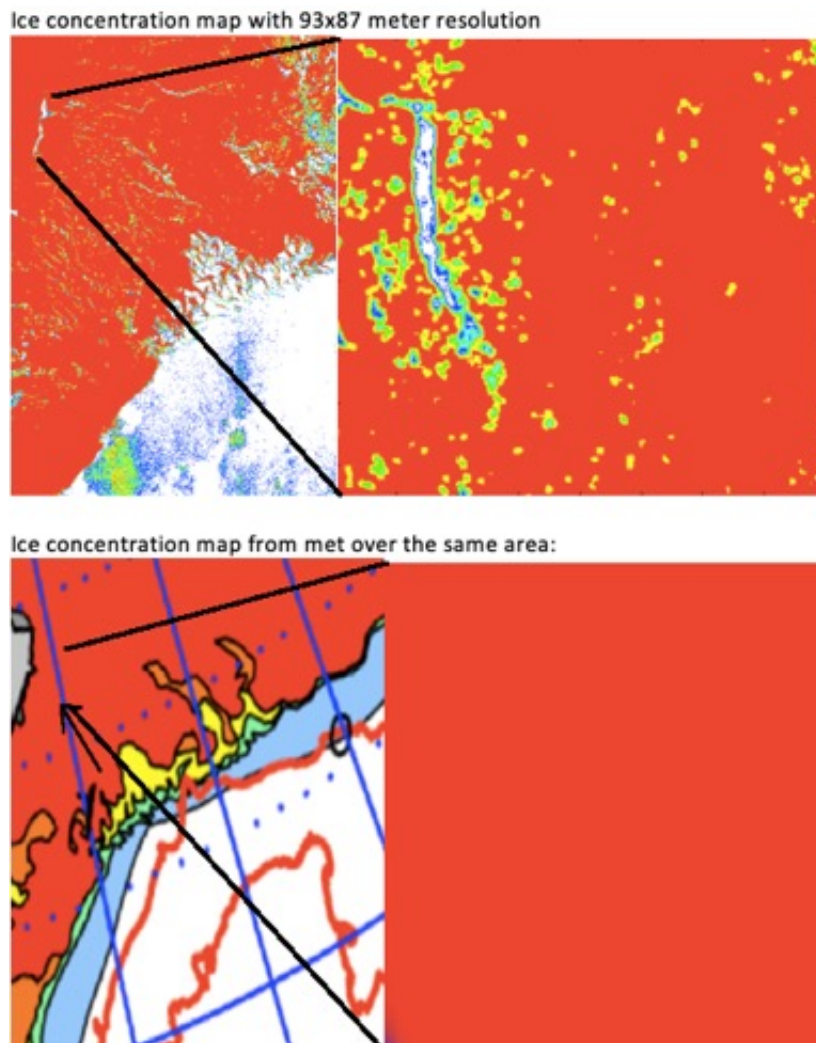 Ice concentration map with 93x87 meter resolution
Ice concentration map from met over the same area: